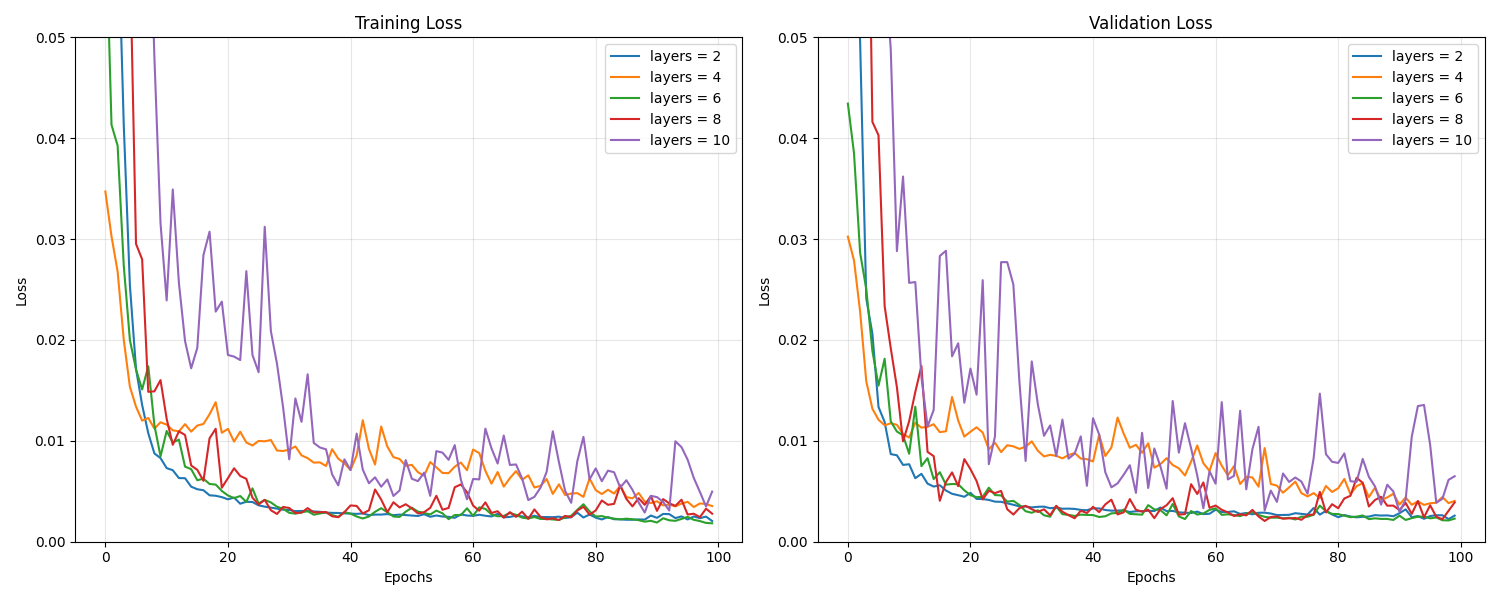 Training Loss
0.05
0.04
0.03
0.02
0.01
0.00
Loss
0 20 40 60 80 100
Epochs
layers = 2
layers = 4
layers = 6
layers = 8
layers = 10
Validation Loss
0.05
0.04
0.03
0.02
0.01
0.00
Loss
0 20 40 60 80 100
Epochs
layers = 2
layers = 4
layers = 6
layers = 8
layers = 10